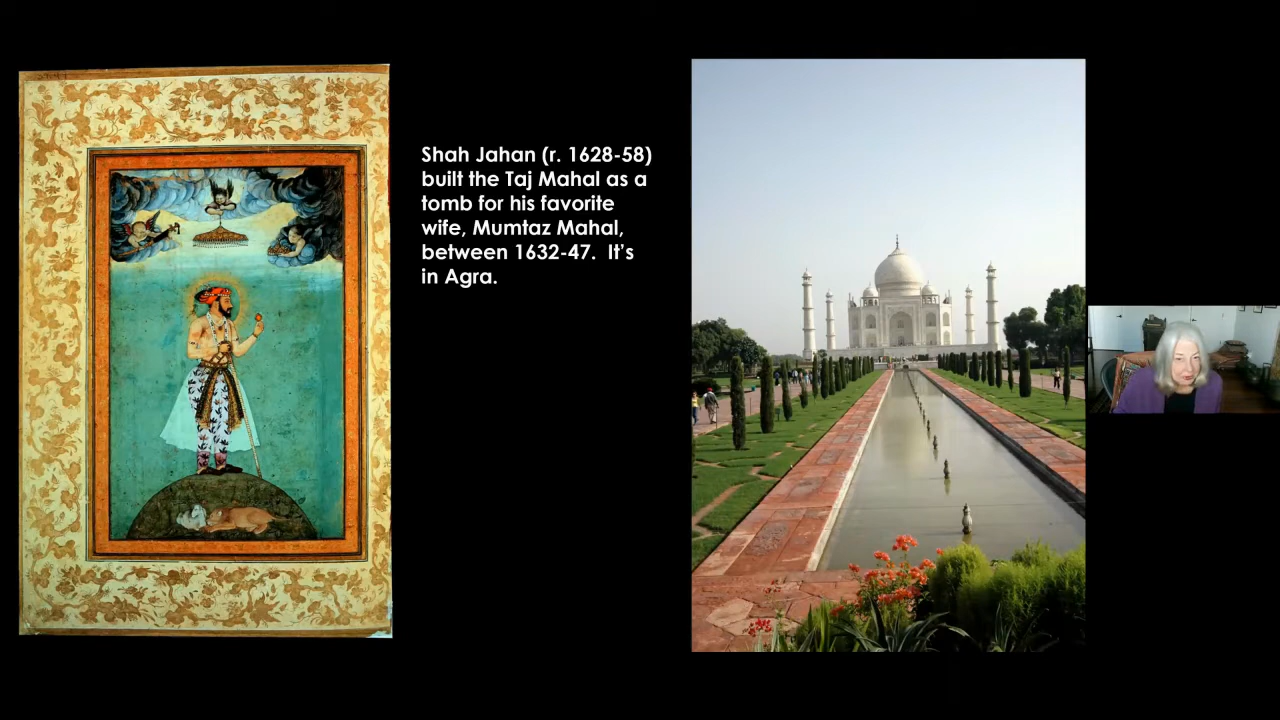 Shah Jahan (r. 1628-58)
built the Taj Mahal as a
tomb for his favorite
wife, Mumtaz Mahal,
between 1632-47.  It’s
in Agra.